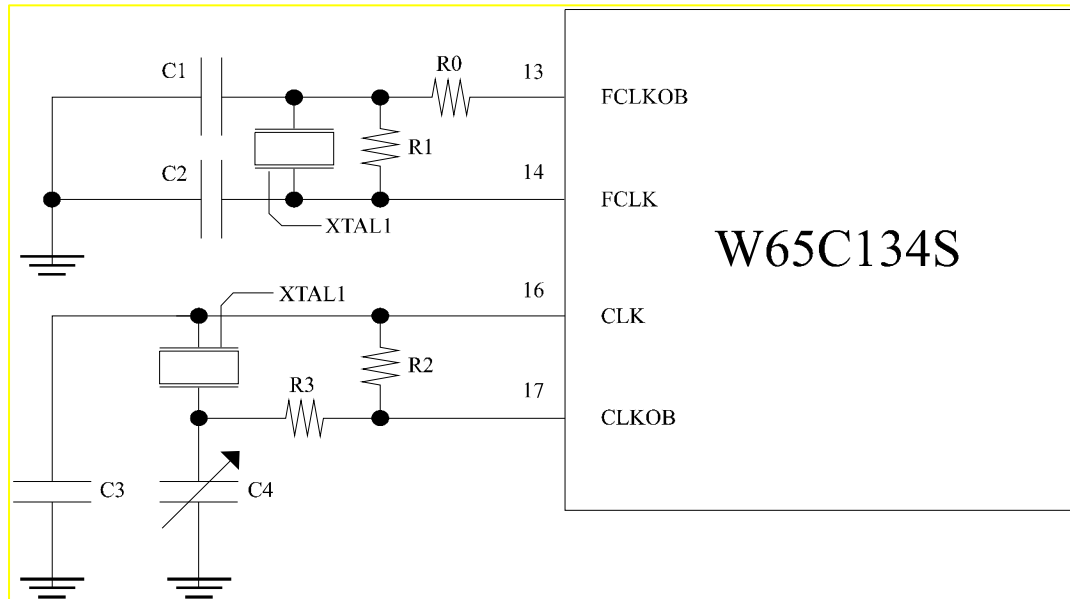 R0
C1
13
FCLKOB
R1
C2
14
FCLK
XTAL1
W65C134S
XTAL1
16
CLK
R2
R3
17
CLKOB
C3
C4